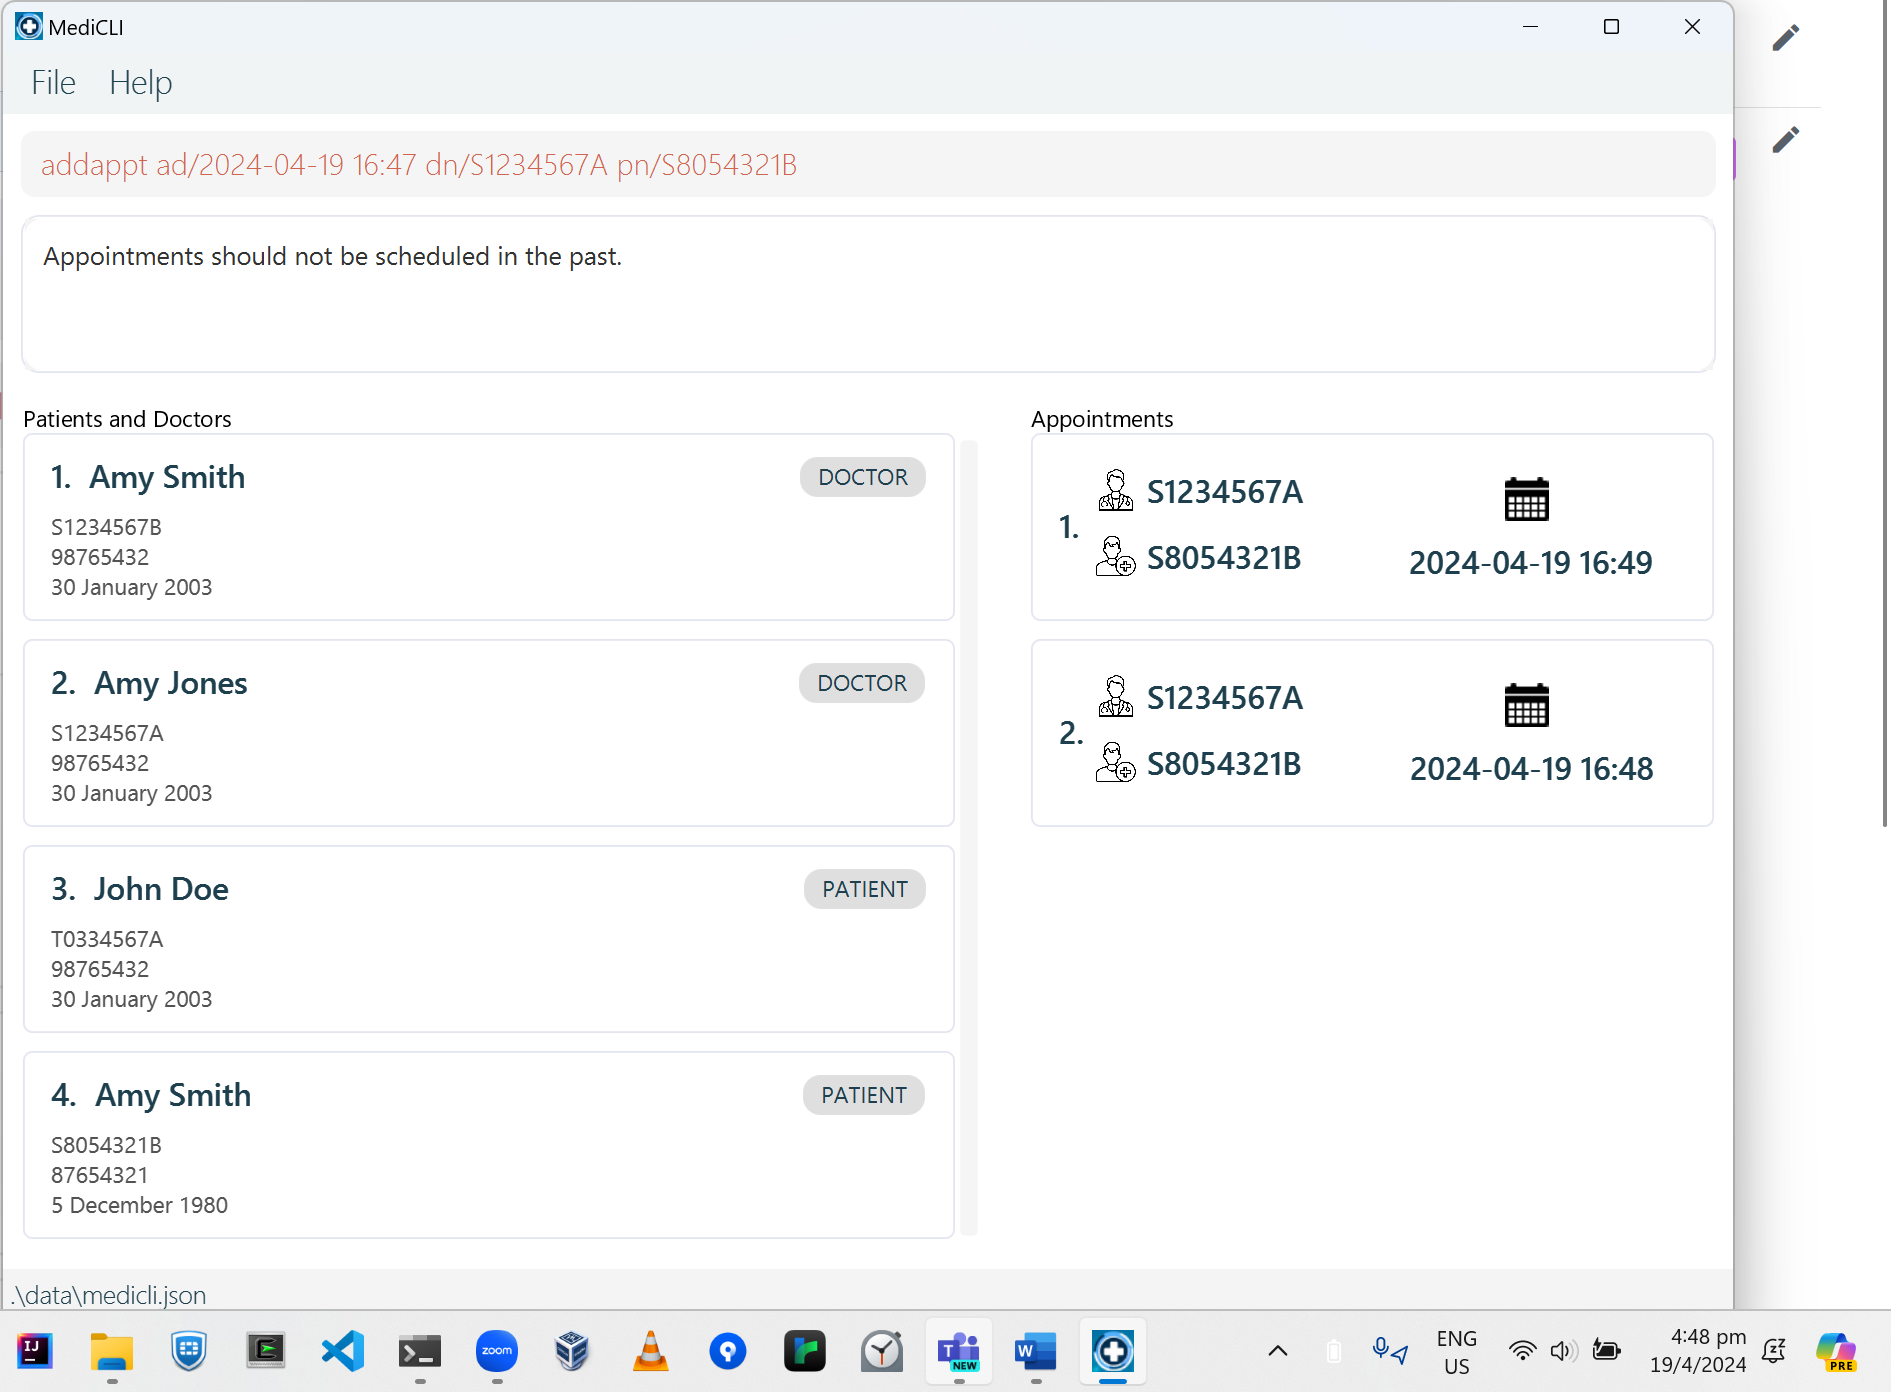 MediCLI
File Help
addappt ad/2024-04-19 16:47 dn/S1234567A pn/S8054321B
Appointments should not be scheduled in the past.
Patients and Doctors
1. Amy Smith
DOCTOR
S1234567B
98765432
30 January 2003
2. Amy Jones
DOCTOR
S1234567A
98765432
30 January 2003
3. John Doe
PATIENT
T0334567A
98765432
30 January 2003
4. Amy Smith
PATIENT
S8054321B
87654321
5 December 1980
Appointments
1.
S1234567A
S8054321B
2024-04-19 16:49
2.
S1234567A
S8054321B
2024-04-19 16:48
.\data\medicli.json
IJ
zoom
T
NEW
W
ENG
US
4:48 pm
19/4/2024
PRE